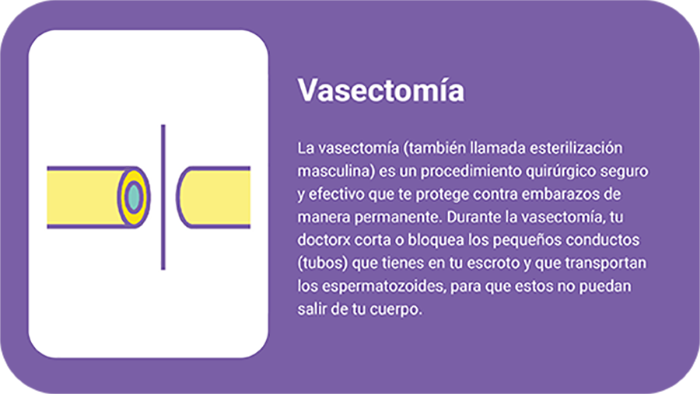 Vasectomía
La vasectomía (también llamada esterilización
masculina) es un procedimiento quirúrgico seguro
y efectivo que te protege contra embarazos de
manera permanente. Durante la vasectomía, tu
doctorx corta o bloquea los pequeños conductos
(tubos) que tienes en tu escroto y que transportan
los espermatozoides, para que estos no puedan
salir de tu cuerpo.